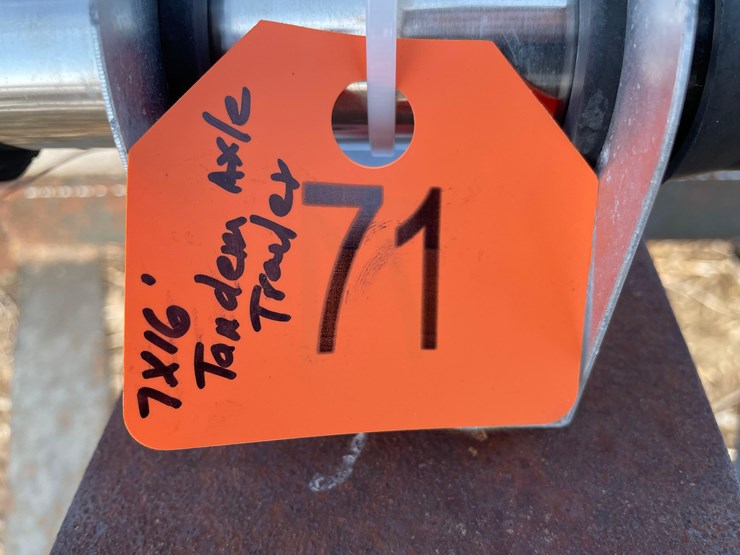 71
7X16'
Tandem Axle
Trailer